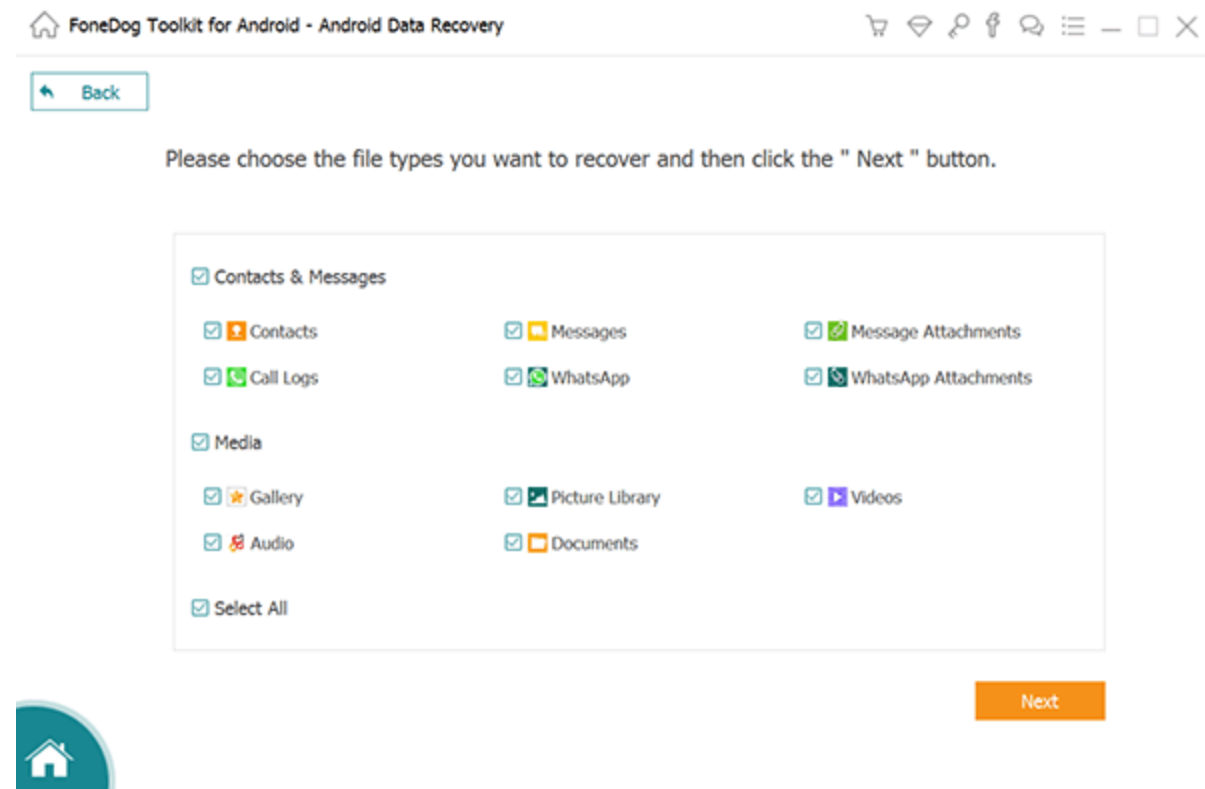 FoneDog Toolkit for Android - Android Data Recovery
Back
Please choose the file types you want to recover and then click the " Next " button.
Contacts & Messages
Contacts Messages Message Attachments
Call Logs WhatsApp WhatsApp Attachments
Media
Gallery Picture Library Videos
Audio Documents
Select All
Next